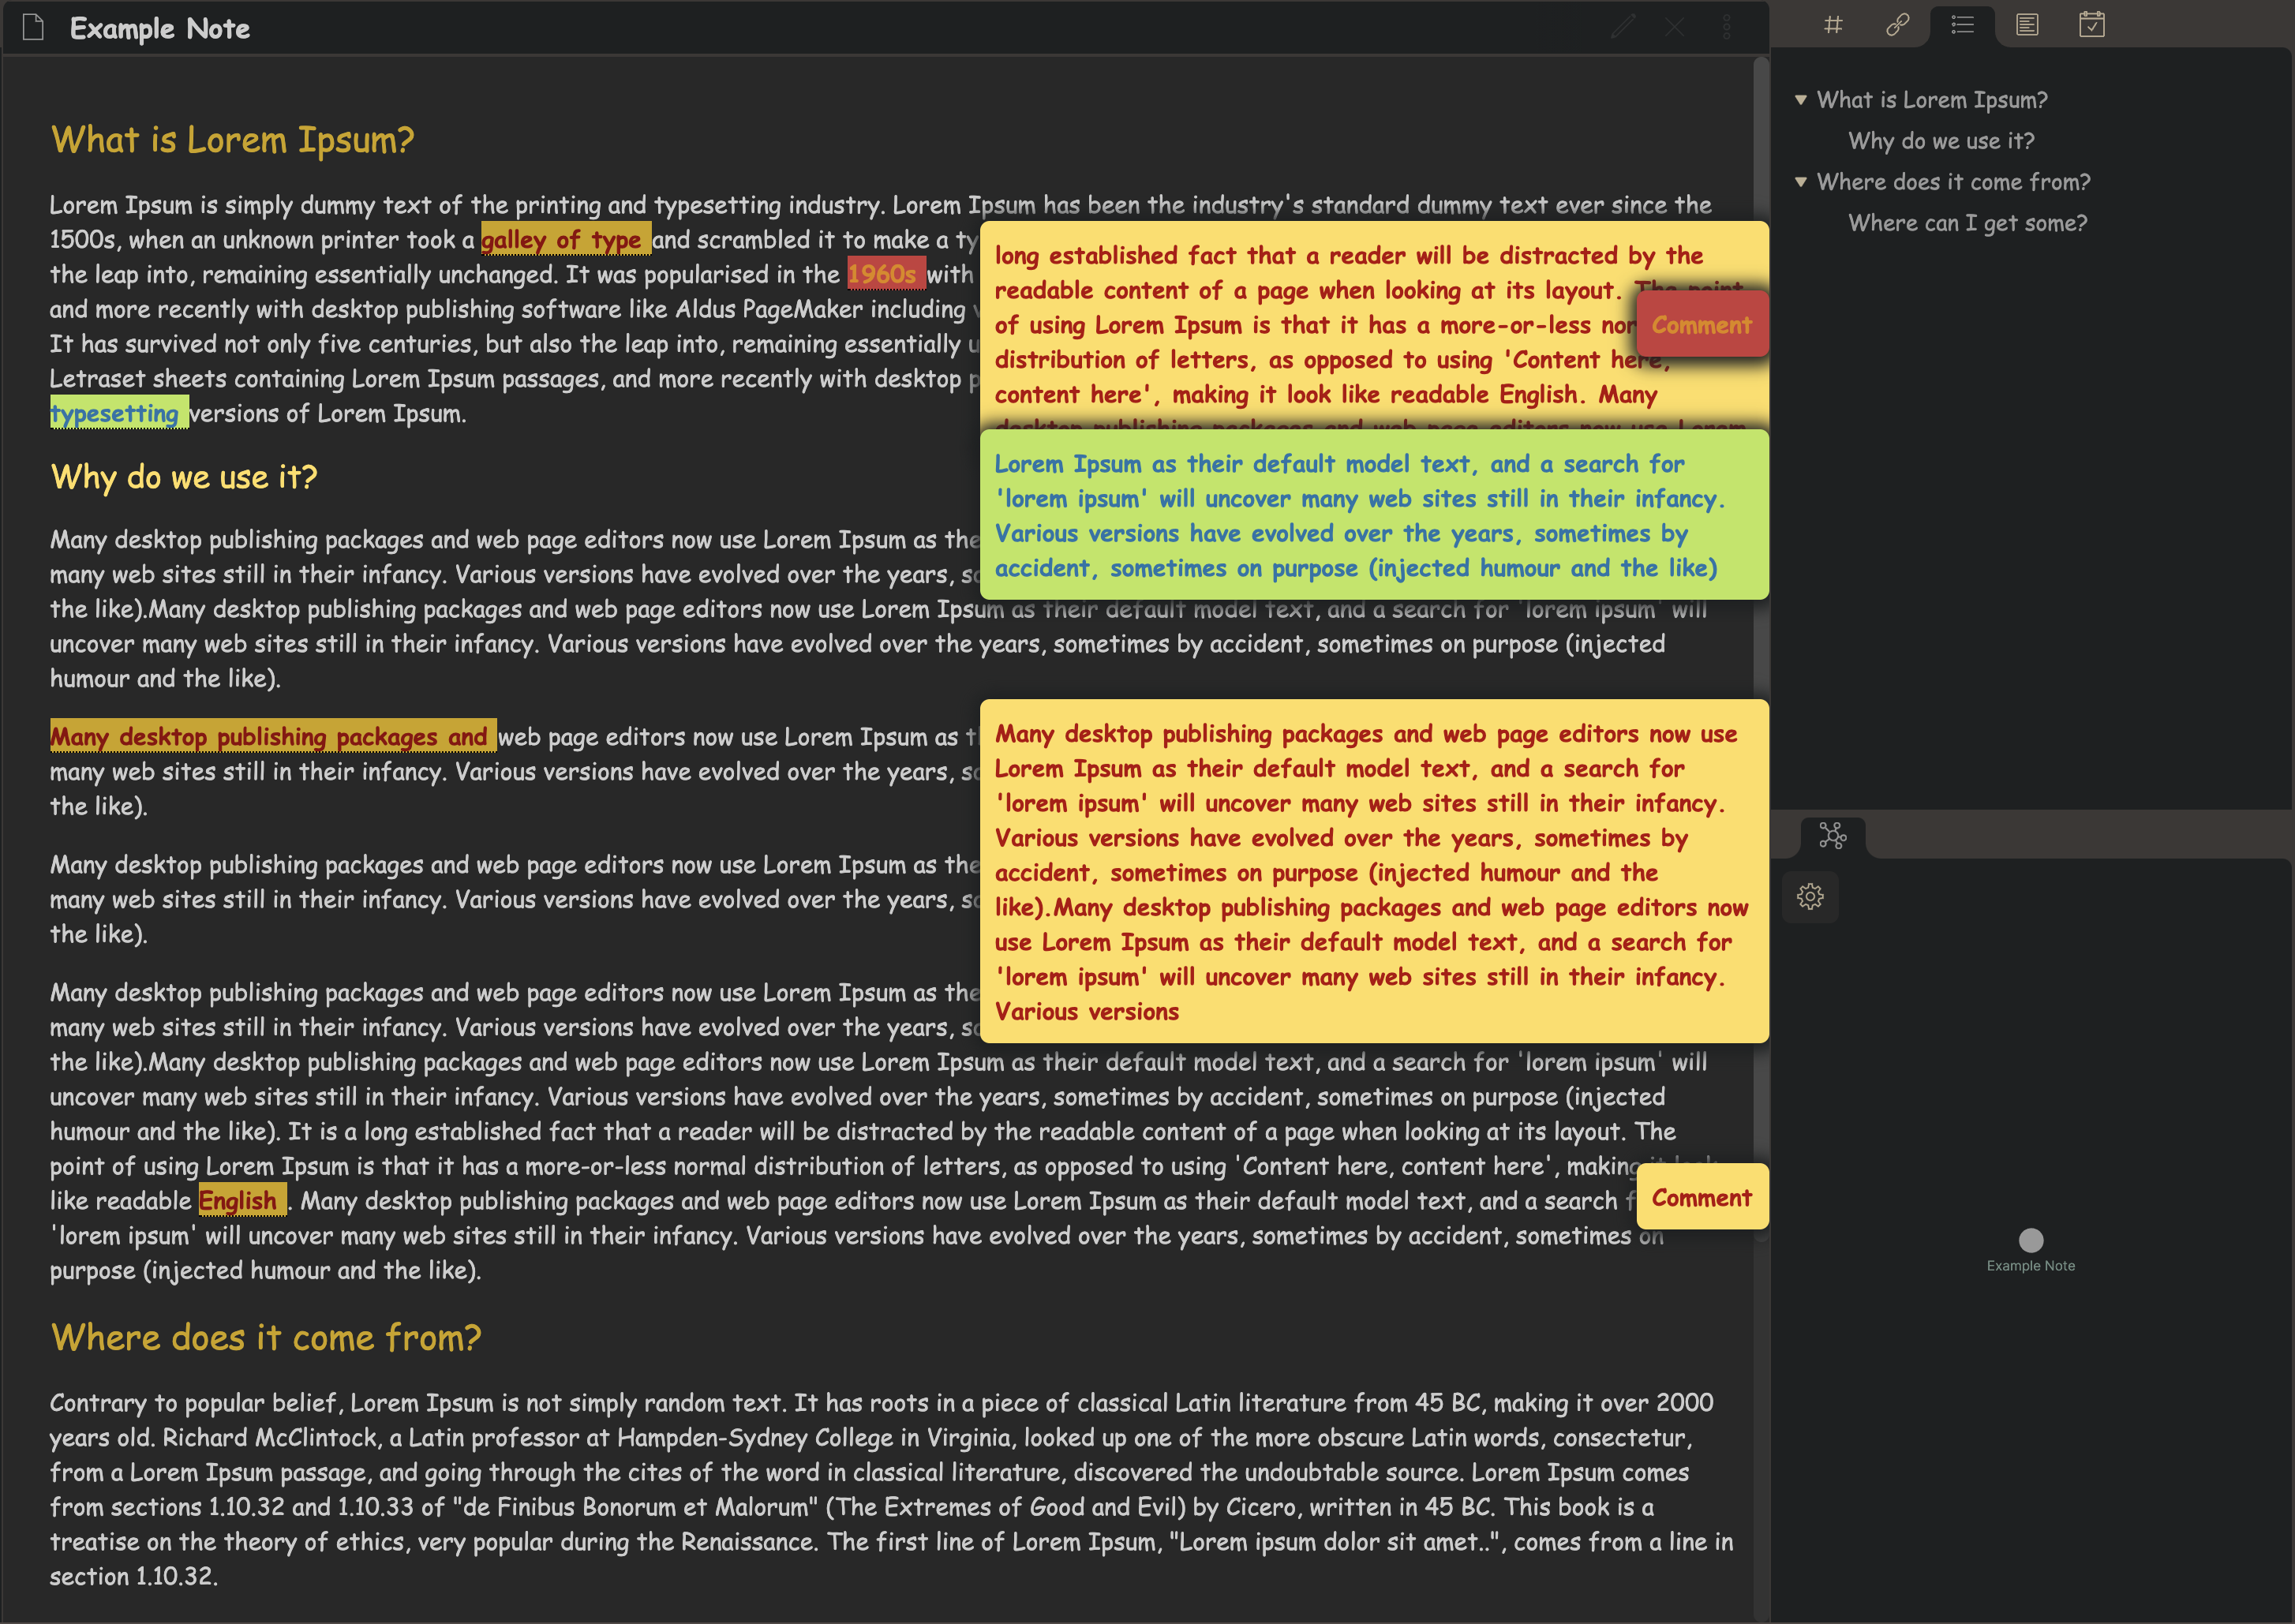 Example Note
What is Lorem Ipsum?
Lorem Ipsum is simply dummy text of the printing and typesetting industry. Lorem Ipsum has been the industry's standard dummy text ever since the
1500s, when an unknown printer took a galley of type and scrambled it to make a ty
the leap into, remaining essentially unchanged. It was popularised in the 1960s with
and more recently with desktop publishing software like Aldus PageMaker including
It has survived not only five centuries, but also the leap into, remaining essentially u
Letraset sheets containing Lorem Ipsum passages, and more recently with desktop p
typesetting versions of Lorem Ipsum.
long established fact that a reader will be distracted by the
readable content of a page when looking at its layout. The point
of using Lorem Ipsum is that it has a more-or-less nor
distribution of letters, as opposed to using 'Content here,
content here', making it look like readable English. Many
desktop publishing packages and web page editors now use Lorem
Comment
Lorem Ipsum as their default model text, and a search for
'lorem ipsum' will uncover many web sites still in their infancy.
Various versions have evolved over the years, sometimes by
accident, sometimes on purpose (injected humour and the like)
Why do we use it?
Many desktop publishing packages and web page editors now use Lorem Ipsum as the
many web sites still in their infancy. Various versions have evolved over the years, so
the like).Many desktop publishing packages and web page editors now use Lorem Ipsum as their default model text, and a search for 'lorem ipsum' will
uncover many web sites still in their infancy. Various versions have evolved over the years, sometimes by accident, sometimes on purpose (injected
humour and the like).
Many desktop publishing packages and web page editors now use Lorem Ipsum as th
many web sites still in their infancy. Various versions have evolved over the years, so
the like).
Many desktop publishing packages and web page editors now use Lorem Ipsum as the
many web sites still in their infancy. Various versions have evolved over the years, so
the like).
Many desktop publishing packages and web page editors now use
Lorem Ipsum as their default model text, and a search for
'lorem ipsum' will uncover many web sites still in their infancy.
Various versions have evolved over the years, sometimes by
accident, sometimes on purpose (injected humour and the
like).Many desktop publishing packages and web page editors now
use Lorem Ipsum as their default model text, and a search for
'lorem ipsum' will uncover many web sites still in their infancy.
Various versions
Many desktop publishing packages and web page editors now use Lorem Ipsum as the
many web sites still in their infancy. Various versions have evolved over the years, so
the like).Many desktop publishing packages and web page editors now use Lorem Ipsum as their default model text, and a search for 'lorem ipsum' will
uncover many web sites still in their infancy. Various versions have evolved over the years, sometimes by accident, sometimes on purpose (injected
humour and the like). It is a long established fact that a reader will be distracted by the readable content of a page when looking at its layout. The
point of using Lorem Ipsum is that it has a more-or-less normal distribution of letters, as opposed to using 'Content here, content here', making it look
like readable English . Many desktop publishing packages and web page editors now use Lorem Ipsum as their default model text, and a search f
'lorem ipsum' will uncover many web sites still in their infancy. Various versions have evolved over the years, sometimes by accident, sometimes on
purpose (injected humour and the like).
Comment
Where does it come from?
Contrary to popular belief, Lorem Ipsum is not simply random text. It has roots in a piece of classical Latin literature from 45 BC, making it over 2000
years old. Richard McClintock, a Latin professor at Hampden-Sydney College in Virginia, looked up one of the more obscure Latin words, consectetur,
from a Lorem Ipsum passage, and going through the cites of the word in classical literature, discovered the undoubtable source. Lorem Ipsum comes
from sections 1.10.32 and 1.10.33 of "de Finibus Bonorum et Malorum" (The Extremes of Good and Evil) by Cicero, written in 45 BC. This book is a
treatise on the theory of ethics, very popular during the Renaissance. The first line of Lorem Ipsum, "Lorem ipsum dolor sit amet..", comes from a line in
section 1.10.32.
What is Lorem Ipsum?
Why do we use it?
Where does it come from?
Where can I get some?
Example Note